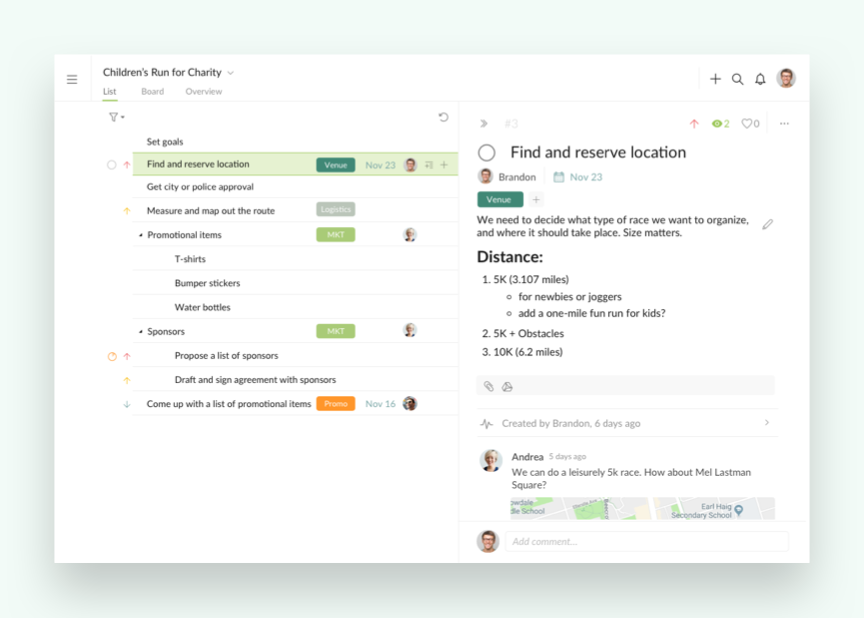 Children's Run for Charity
List Board Overview
Set goals
Find and reserve location Venue Nov 23
Get city or police approval
Measure and map out the route Logistics
Promotional items MKT
T-shirts
Bumper stickers
Water bottles
Sponsors MKT
Propose a list of sponsors
Draft and sign agreement with sponsors
Come up with a list of promotional items Promo Nov 16
#3 2 0
Find and reserve location
Brandon Nov 23
Venue +
We need to decide what type of race we want to organize,
and where it should take place. Size matters.
Distance:
1. 5K (3.107 miles)
for newbies or joggers
add a one-mile fun run for kids?
2. 5K + Obstacles
3. 10K (6.2 miles)
Created by Brandon, 6 days ago
Andrea 5 days ago
We can do a leisurely 5k race. How about Mel Lastman
Square?
Earl Haig
School Secondary School
Add comment...